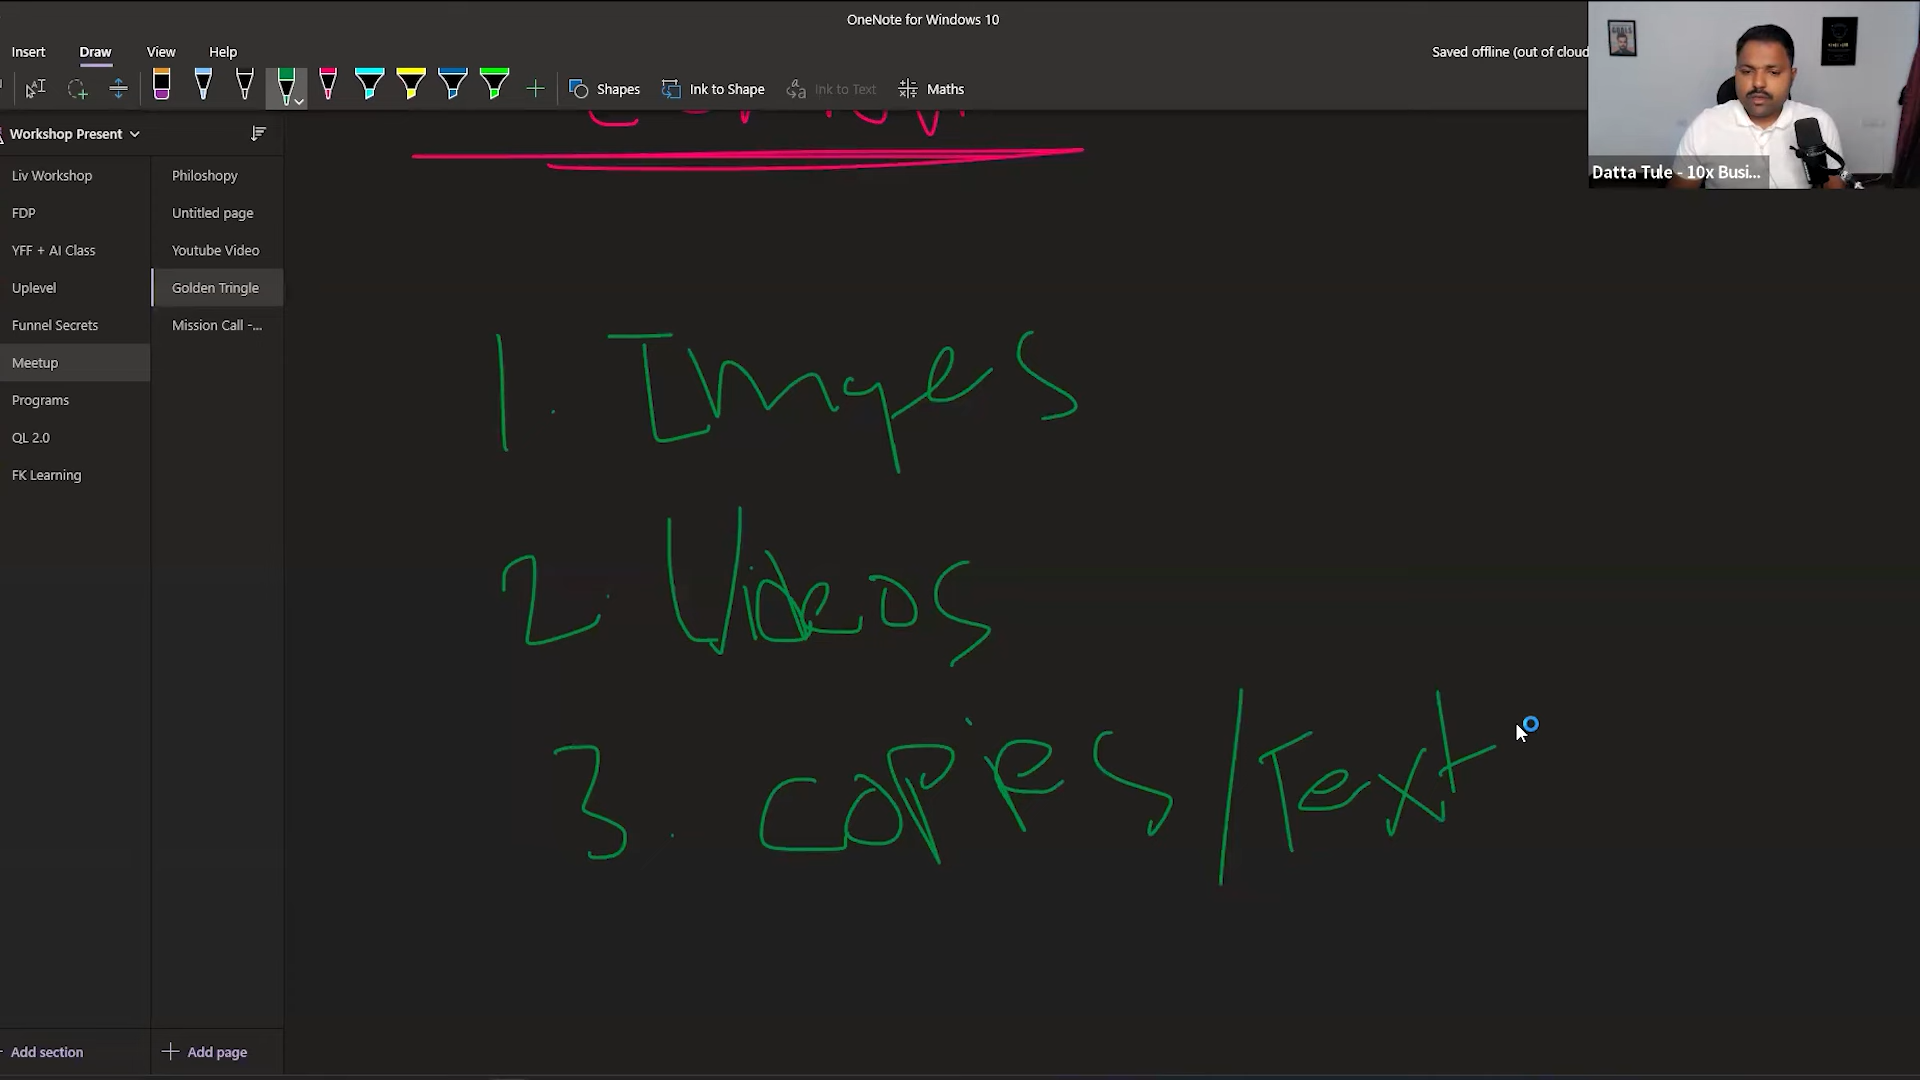 OneNote for Windows 10
Insert Draw View Help
Saved offline (out of cloud
Shapes Ink to Shape Ink to Text Maths
Datta Tule - 10x Busi...
Workshop Present
Liv Workshop
FDP
YFF + AI Class
Uplevel
Funnel Secrets
Meetup
Programs
QL 2.0
FK Learning
Philoshopy
Untitled page
Youtube Video
Golden Tringle
Mission Call -...
1. Images
2. Videos
3. copies / Text
Add section
Add page